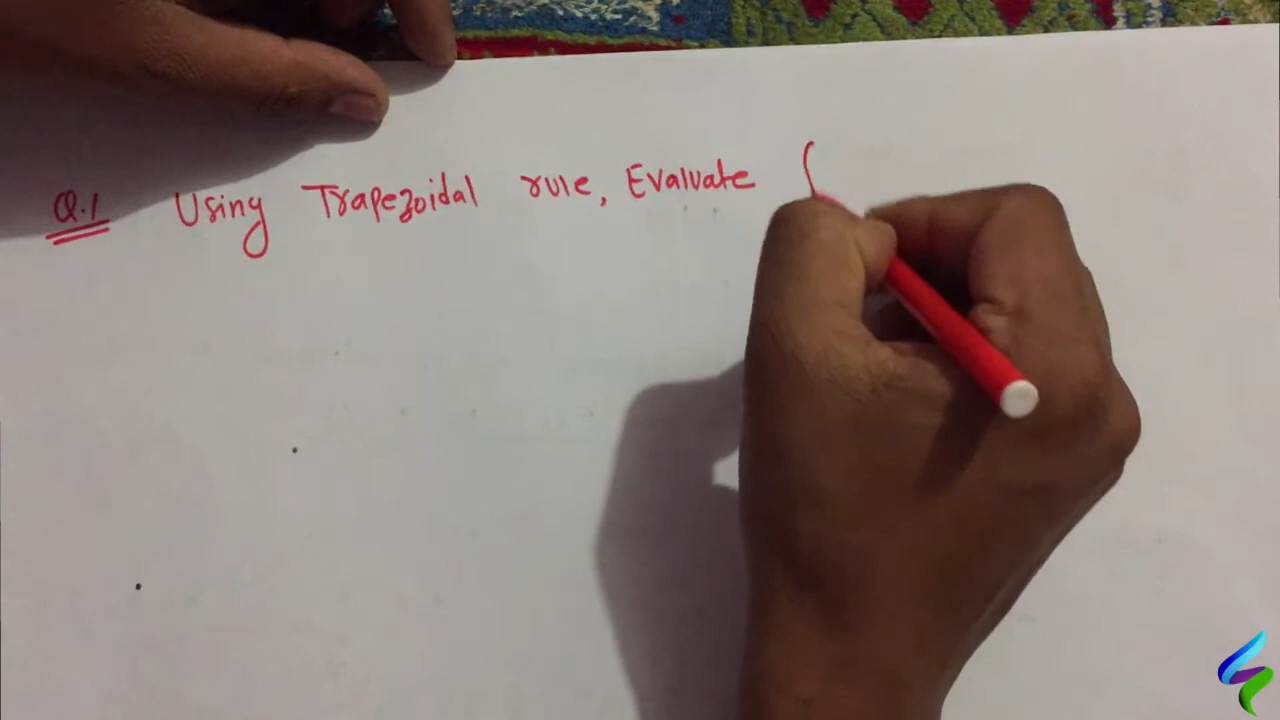 Q.1 Using Trapezoidal rule, Evaluate ∫